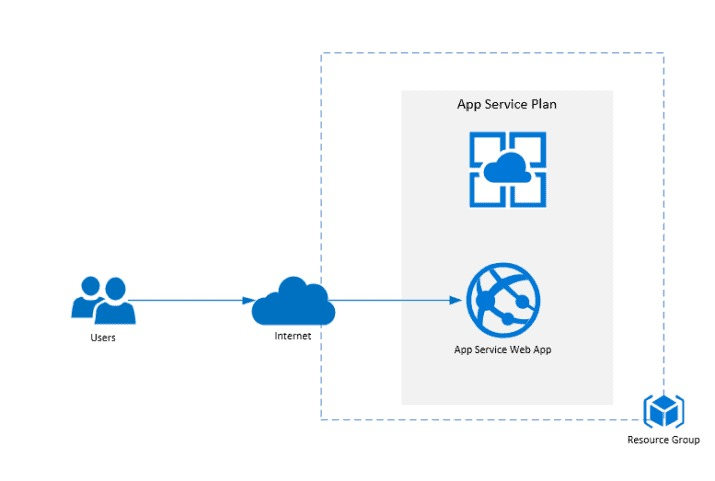 App Service Plan
Users
Internet
App Service Web App
Resource Group